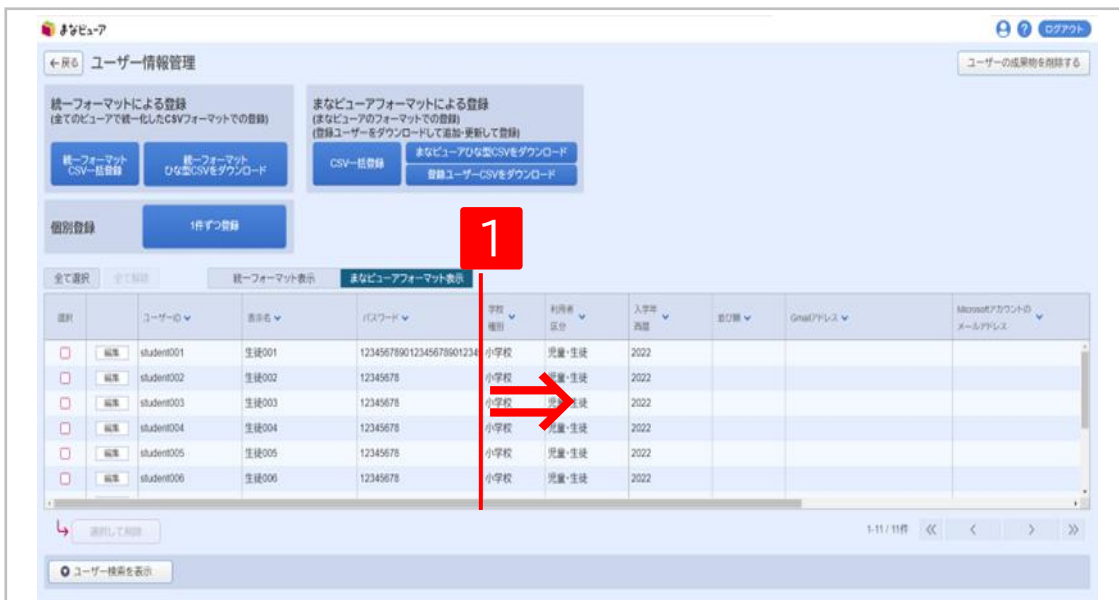 まなビューア
ログアウト
←戻る ユーザー情報管理
ユーザーの成果物を削除する
統一フォーマットによる登録
(全てのビューアで統一化したCSVフォーマットでの登録)
統一フォーマット
CSV一括登録
統一フォーマット
ひな型CSVをダウンロード
まなビューアフォーマットによる登録
(まなビューアのフォーマットでの登録)
(登録ユーザーをダウンロードして追加・更新して登録)
CSV一括登録
まなビューアひな型CSVをダウンロード
登録ユーザーCSVをダウンロード
個別登録
1件ずつ登録
1
全て選択 全て解除 統一フォーマット表示 まなビューアフォーマット表示
選択 ユーザーID 表示名 パスワード 学校種別 利用者区分 入学年西暦 並び順 Gmailアドレス Microsoftアカウントのメールアドレス
編集 student001 生徒001 1234567890123456789012345 小学校 児童・生徒 2022
編集 student002 生徒002 12345678 小学校 児童・生徒 2022
編集 student003 生徒003 12345678 小学校 児童・生徒 2022
編集 student004 生徒004 12345678 小学校 児童・生徒 2022
編集 student005 生徒005 12345678 小学校 児童・生徒 2022
編集 student006 生徒006 12345678 小学校 児童・生徒 2022
選択して削除
1-11 / 11件
ユーザー検索を表示